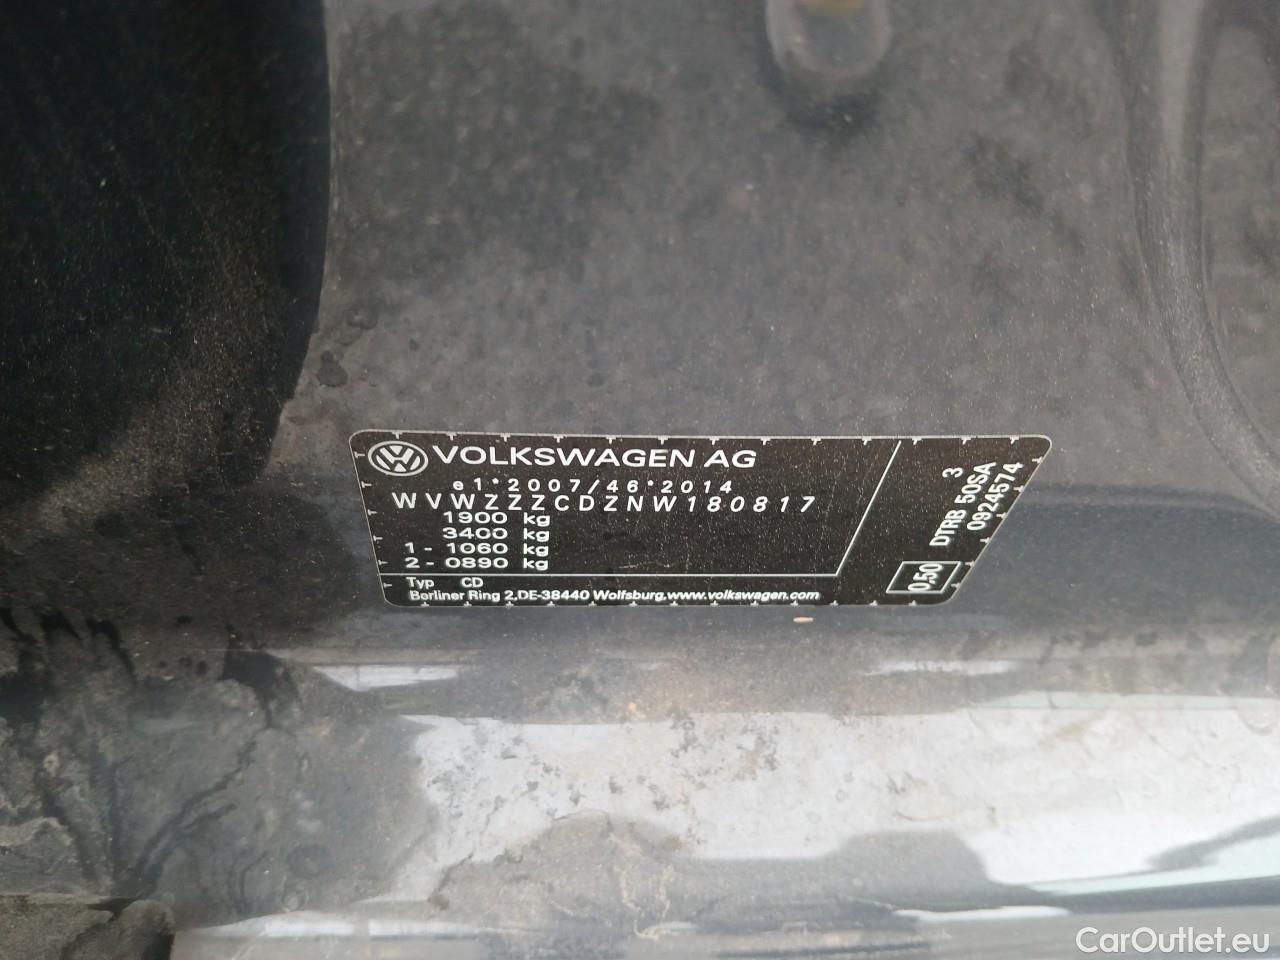 VOLKSWAGEN AG
e1*2007/46*2014
WVWZZZCDZNW180817
1900 kg
3400 kg
1 - 1060 kg
2 - 0890 kg
Typ CD
Berliner Ring 2,DE-38440 Wolfsburg,www.volkswagen.com
3
DTRB 50SA
0924574
0,50
CarOutlet.eu